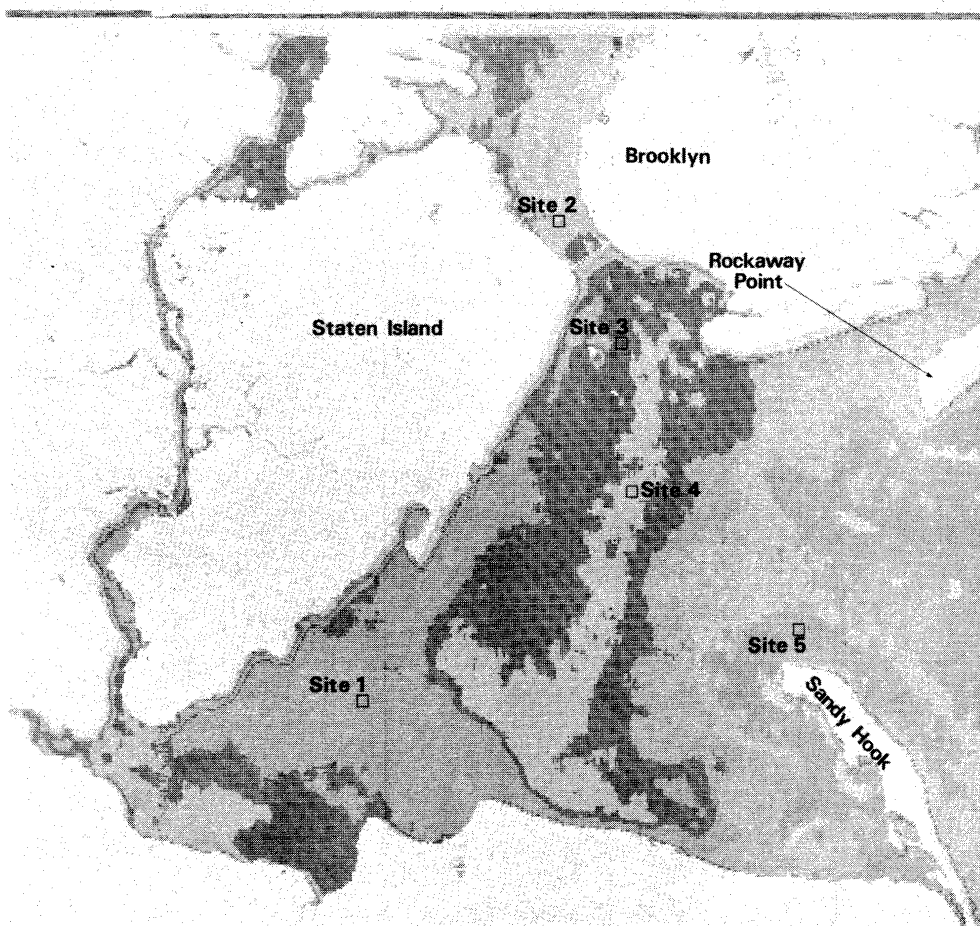 Brooklyn
Site 2
Rockaway
Point
Staten Island
Site 3
Site 4
Site 5
Site 1
Sandy Hook